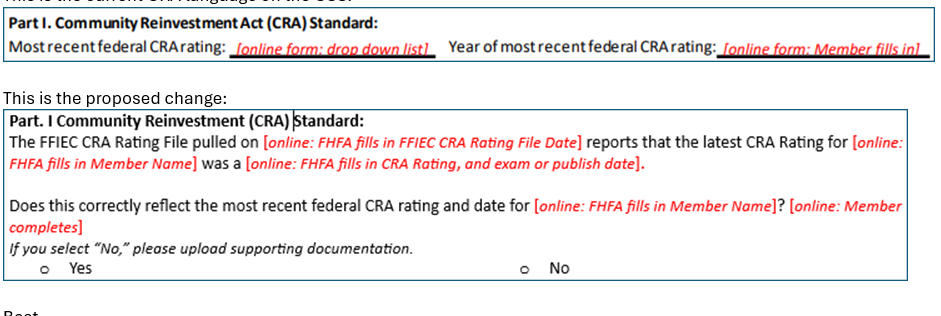 Part I. Community Reinvestment Act (CRA) Standard:
Most recent federal CRA rating: [online form: drop down list] Year of most recent federal CRA rating: [online form: Member fills in]
This is the proposed change:
Part. I Community Reinvestment (CRA) Standard:
The FFIEC CRA Rating File pulled on [online: FHFA fills in FFIEC CRA Rating File Date] reports that the latest CRA Rating for [online:
FHFA fills in Member Name] was a [online: FHFA fills in CRA Rating, and exam or publish date].
Does this correctly reflect the most recent federal CRA rating and date for [online: FHFA fills in Member Name]? [online: Member
completes]
If you select “No,” please upload supporting documentation.
o Yes o No